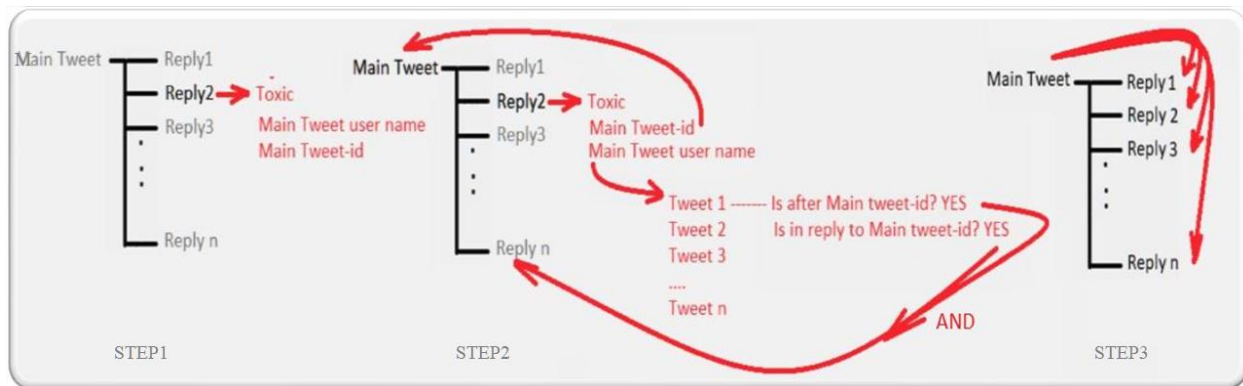 Main Tweet
Reply1
Reply2
Toxic
Reply3
Main Tweet user name
Main Tweet-id
Reply n
STEP1
Main Tweet
Reply1
Reply2
Toxic
Reply3
Main Tweet-id
Main Tweet user name
Tweet 1 ------- Is after Main tweet-id? YES
Tweet 2 Is in reply to Main tweet-id? YES
Tweet 3
....
Tweet n
Reply n
AND
STEP2
Main Tweet
Reply 1
Reply 2
Reply 3
Reply n
STEP3